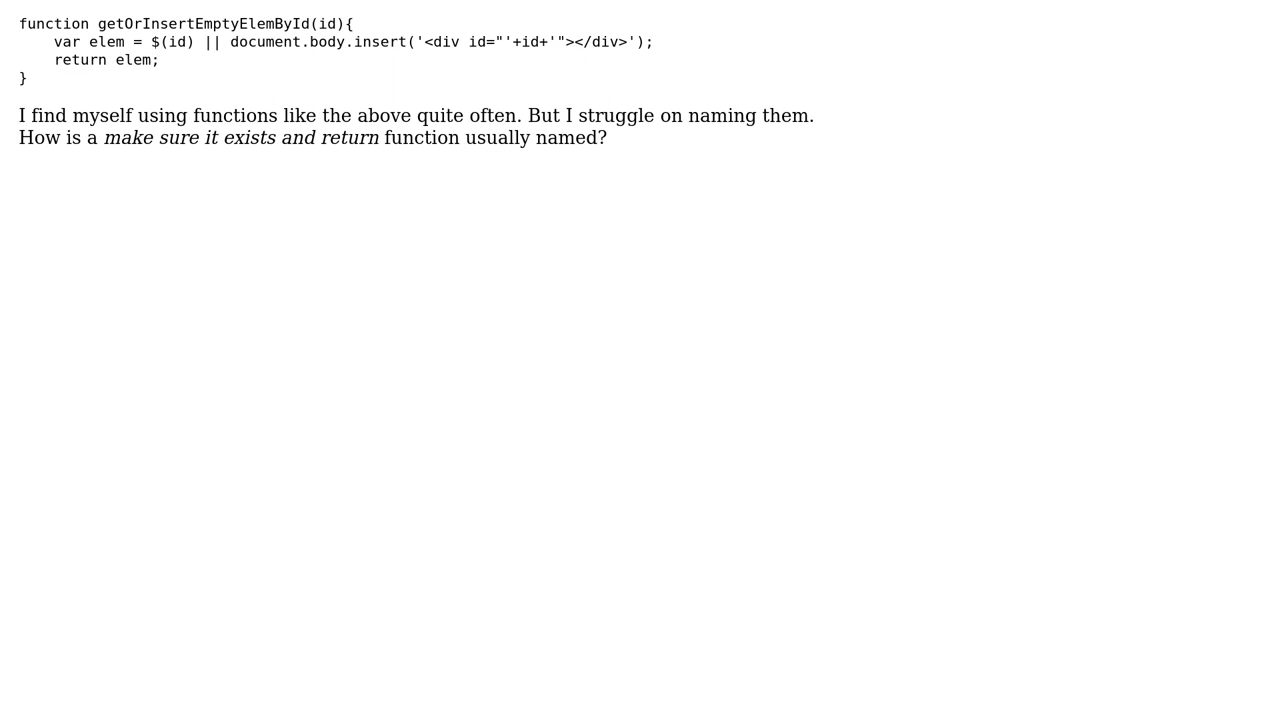 function getOrInsertEmptyElemById(id){
    var elem = $(id) || document.body.insert('<div id="'+id+'"></div>');
    return elem;
}
I find myself using functions like the above quite often. But I struggle on naming them.
How is a make sure it exists and return function usually named?